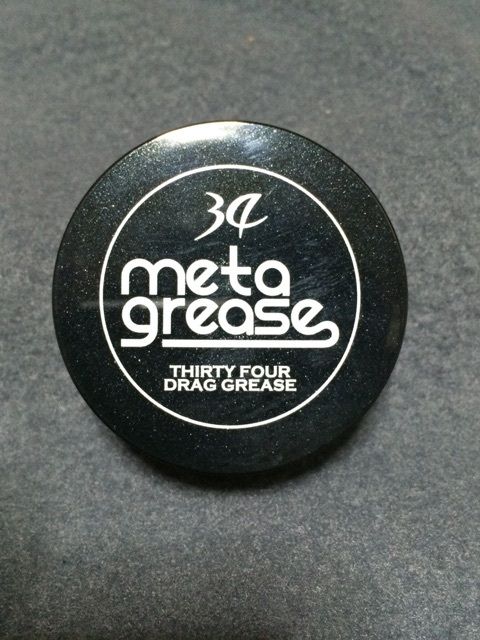 34
meta
grease
THIRTY FOUR
DRAG GREASE